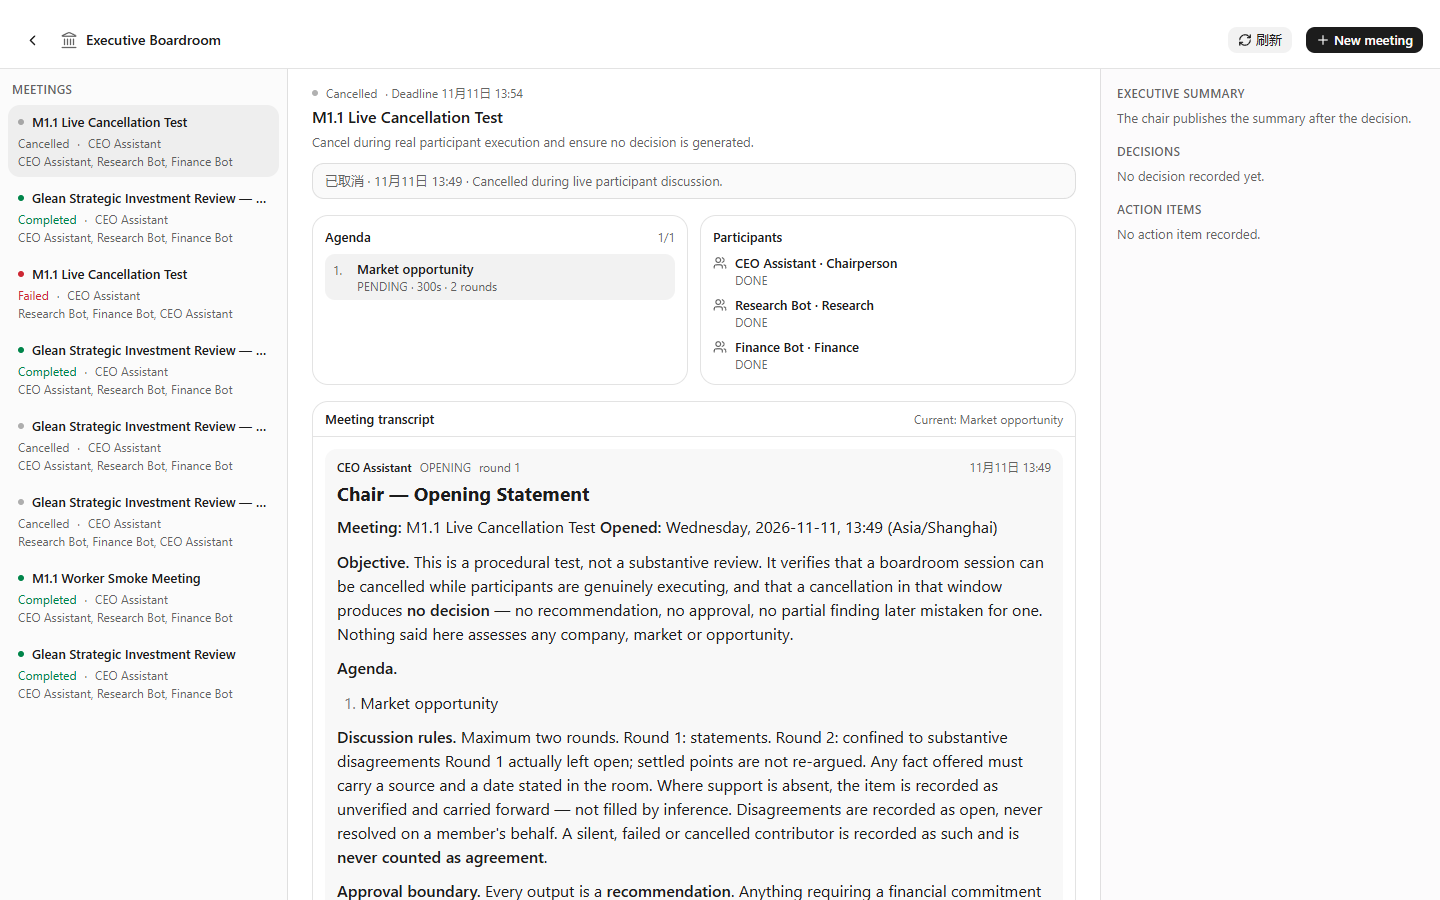 Executive Boardroom
刷新
New meeting
MEETINGS
M1.1 Live Cancellation Test
Cancelled · CEO Assistant
CEO Assistant, Research Bot, Finance Bot
Glean Strategic Investment Review — ...
Completed · CEO Assistant
CEO Assistant, Research Bot, Finance Bot
M1.1 Live Cancellation Test
Failed · CEO Assistant
Research Bot, Finance Bot, CEO Assistant
Glean Strategic Investment Review — ...
Completed · CEO Assistant
CEO Assistant, Research Bot, Finance Bot
Glean Strategic Investment Review — ...
Cancelled · CEO Assistant
CEO Assistant, Research Bot, Finance Bot
Glean Strategic Investment Review — ...
Cancelled · CEO Assistant
Research Bot, Finance Bot, CEO Assistant
M1.1 Worker Smoke Meeting
Completed · CEO Assistant
CEO Assistant, Research Bot, Finance Bot
Glean Strategic Investment Review
Completed · CEO Assistant
CEO Assistant, Research Bot, Finance Bot
Cancelled · Deadline 11月11日 13:54
M1.1 Live Cancellation Test
Cancel during real participant execution and ensure no decision is generated.
已取消 · 11月11日 13:49 · Cancelled during live participant discussion.
Agenda 1/1
1. Market opportunity
PENDING · 300s · 2 rounds
Participants
CEO Assistant · Chairperson
DONE
Research Bot · Research
DONE
Finance Bot · Finance
DONE
Meeting transcript Current: Market opportunity
CEO Assistant OPENING round 1 11月11日 13:49
Chair — Opening Statement
Meeting: M1.1 Live Cancellation Test Opened: Wednesday, 2026-11-11, 13:49 (Asia/Shanghai)
Objective. This is a procedural test, not a substantive review. It verifies that a boardroom session can
be cancelled while participants are genuinely executing, and that a cancellation in that window
produces no decision — no recommendation, no approval, no partial finding later mistaken for one.
Nothing said here assesses any company, market or opportunity.
Agenda.
1. Market opportunity
Discussion rules. Maximum two rounds. Round 1: statements. Round 2: confined to substantive
disagreements Round 1 actually left open; settled points are not re-argued. Any fact offered must
carry a source and a date stated in the room. Where support is absent, the item is recorded as
unverified and carried forward — not filled by inference. Disagreements are recorded as open, never
resolved on a member's behalf. A silent, failed or cancelled contributor is recorded as such and is
never counted as agreement.
Approval boundary. Every output is a recommendation. Anything requiring a financial commitment
EXECUTIVE SUMMARY
The chair publishes the summary after the decision.
DECISIONS
No decision recorded yet.
ACTION ITEMS
No action item recorded.